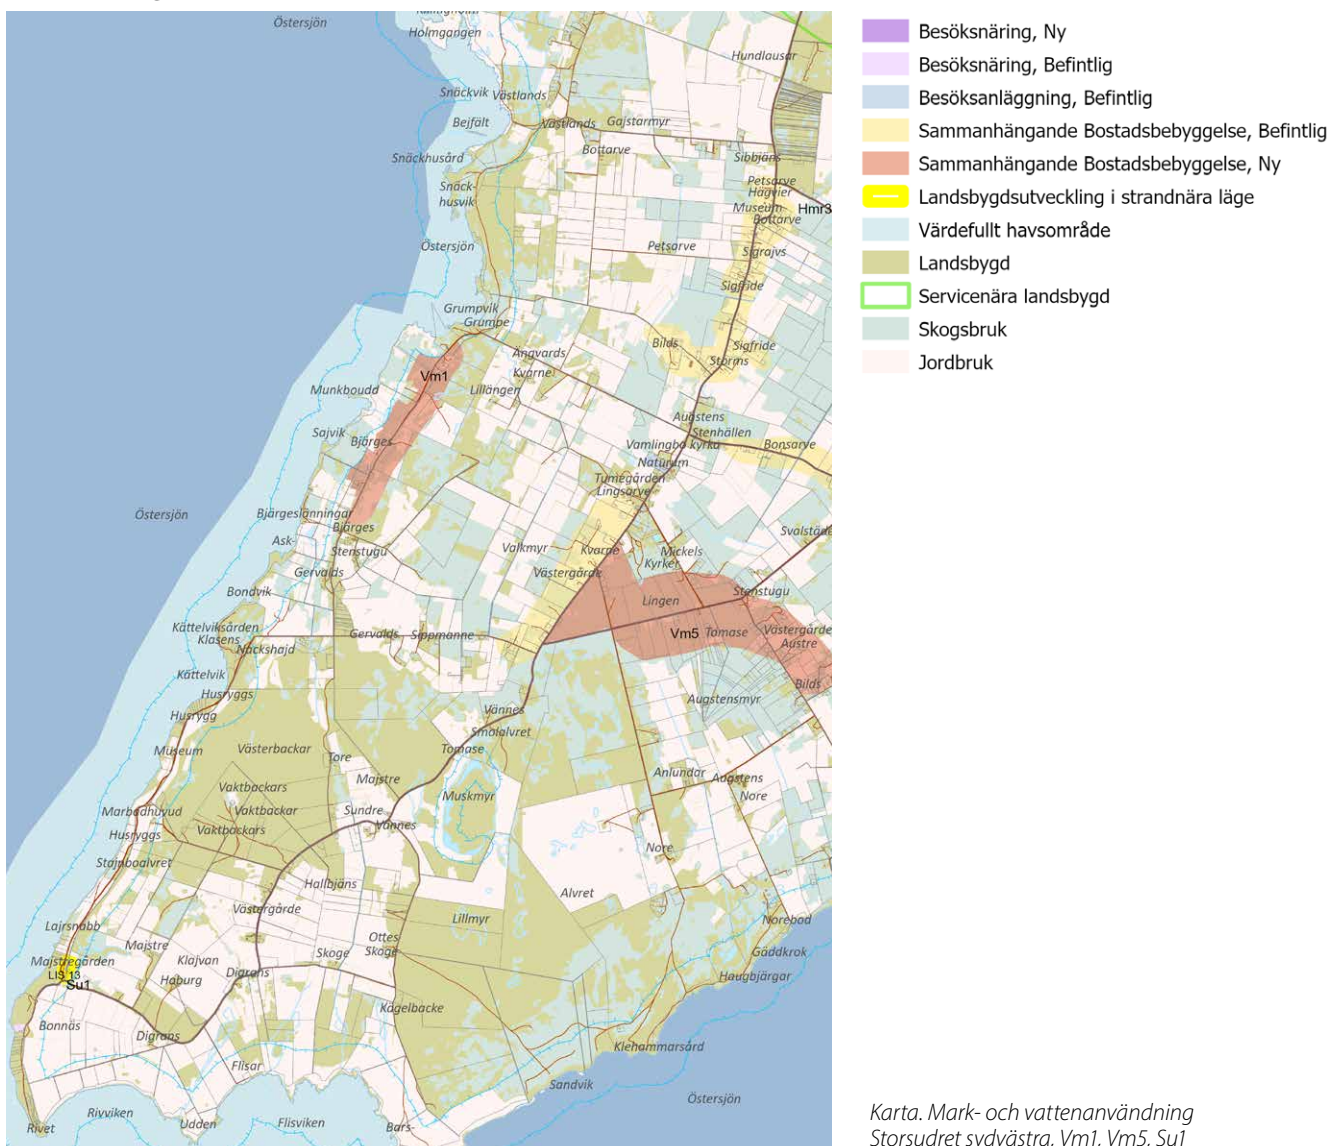 Östersjön
Holmgangen
Hundlausar
Snäckvik
Västlands
Bejfält
Västlands
Gajstarmyr
Bottarve
Snäckhusård
Sibbjäns
Snäck-
husvik
Petsarve
Hägvier
Museum
Hmr3
Bottarve
Östersjön
Petsarve
Sigrajvs
Sigfride
Grumpvik
Grumpe
Bilds
Sigfride
Ängvards
Storms
Kvarne
Vm1
Munkboudd
Lillängen
Augstens
Sajvik
Stenhällen
Bjärges
Vamlingbo kyrka
Bonsarve
Naturum
Tumegården
Lingsarve
Östersjön
Bjärgeslänningar
Bjärges
Svalstäde
Ask-
Stenstugu
Valkmyr
Kvarne
Mickels
Kyrker
Gervalds
Västergårde
Bondvik
Stenstugu
Lingen
Kättelviksården
Klasens
Gervalds
Sippmanne
Vm5
Tomase
Västergårde
Austre
Näckshajd
Kättelvik
Bilds
Husryggs
Augstensmyr
Husrygg
Vännes
Smoialvret
Museum
Västerbackar
Tore
Tomase
Majstre
Anlundar
Augstens
Vaktbackars
Muskmyr
Nore
Marbodhuvud
Vaktbackar
Sundre
Husryggs
Vaktbackars
Vännes
Stajnboalvret
Nore
Hallbjäns
Alvret
Västergårde
Lillmyr
Lajrsnabb
Norebod
Ottes
Majstre
Skoge
Skoge
Gäddkrok
Majstregården
Klajvan
LIS 13
Haburg
Digrans
Haugbjärgar
Su1
Kägelbacke
Bonnäs
Digrans
Klehammarsård
Flisar
Sandvik
Östersjön
Rivviken
Rivet
Udden
Flisviken
Bars-
Besöksnäring, Ny
Besöksnäring, Befintlig
Besöksanläggning, Befintlig
Sammanhängande Bostadsbebyggelse, Befintlig
Sammanhängande Bostadsbebyggelse, Ny
Landsbygdsutveckling i strandnära läge
Värdefullt havsområde
Landsbygd
Servicenära landsbygd
Skogsbruk
Jordbruk
Karta. Mark- och vattenanvändning
Storsudret sydvästra. Vm1, Vm5, Su1